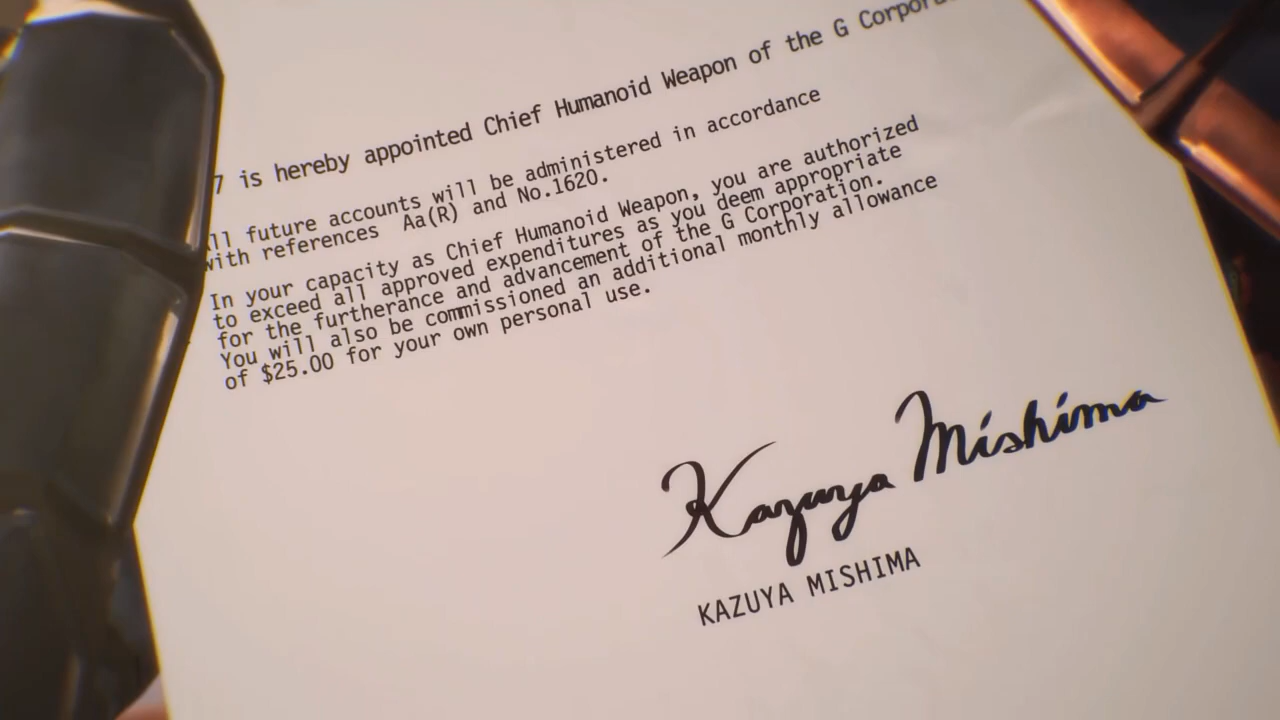 7 is hereby appointed Chief Humanoid Weapon of the G
will be administered in accordance
future accounts
with references Aa(R) and No.1620.
In your capacity as Chief Humanoid Weapon, you are authorized
to exceed all approved expenditures as you deem appropriate
for the furtherance and advancement of the G Corporation.
You will also be commissioned an additional monthly allowance
of $25.00 for your own personal use.
Kazuya Mishima
KAZUYA MISHIMA